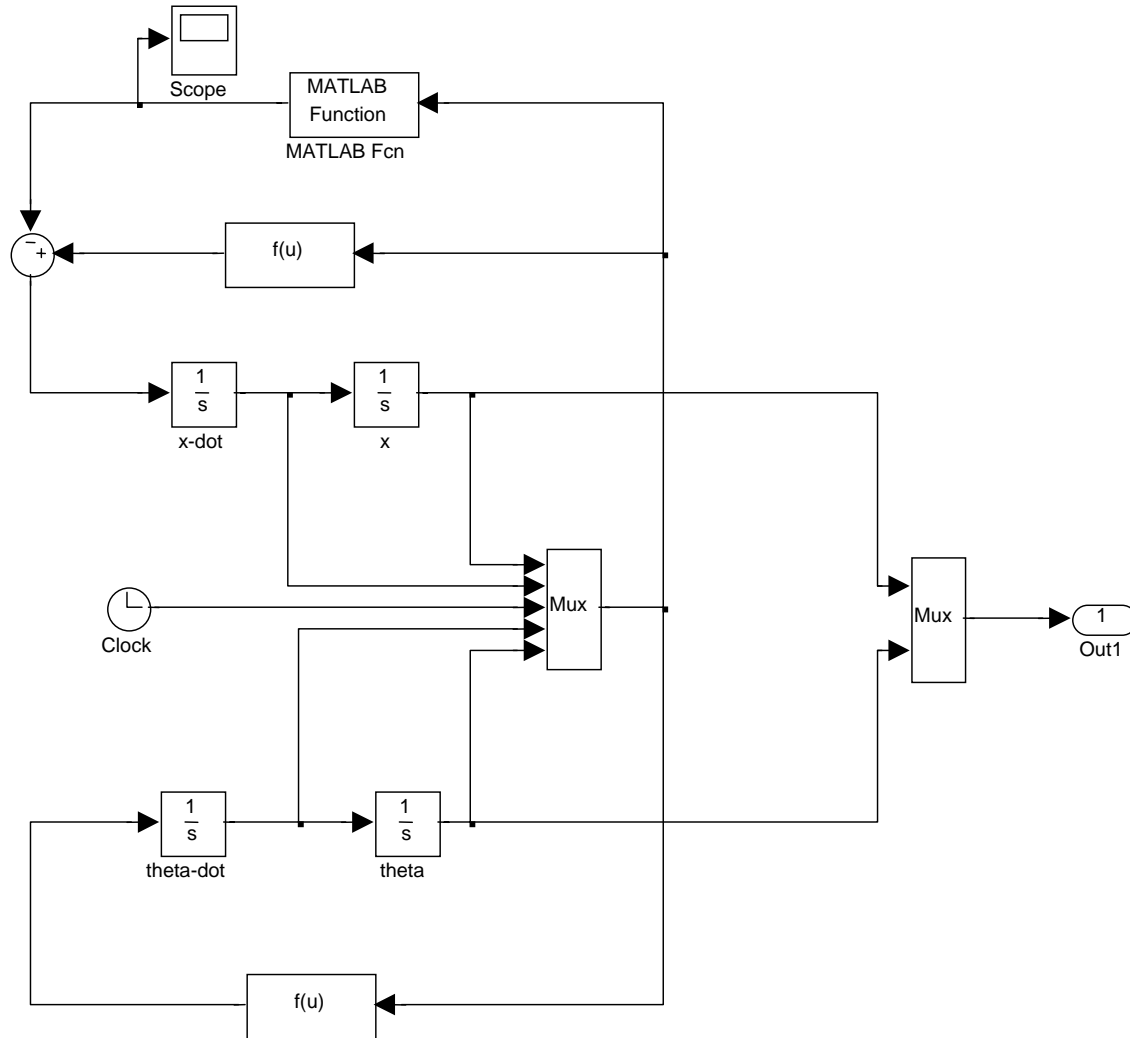 Scope
MATLAB
Function
MATLAB Fcn
−
+
f(u)
1
s
x-dot
1
s
x
Mux
Clock
Mux
1
Out1
1
s
theta-dot
1
s
theta
f(u)